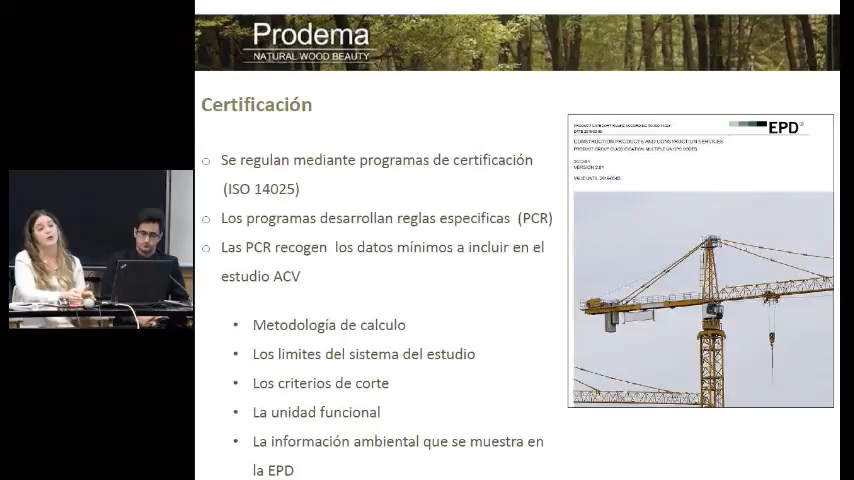 Prodema
NATURAL WOOD BEAUTY
Certificación
Se regulan mediante programas de certificación
(ISO 14025)
Los programas desarrollan reglas especificas (PCR)
Las PCR recogen los datos mínimos a incluir en el
estudio ACV
Metodología de calculo
Los limites del sistema del estudio
Los criterios de corte
La unidad funcional
La información ambiental que se muestra en
la EPD
EPD®
CONSTRUCTION PRODUCTS AND CONSTRUCTION SERVICES